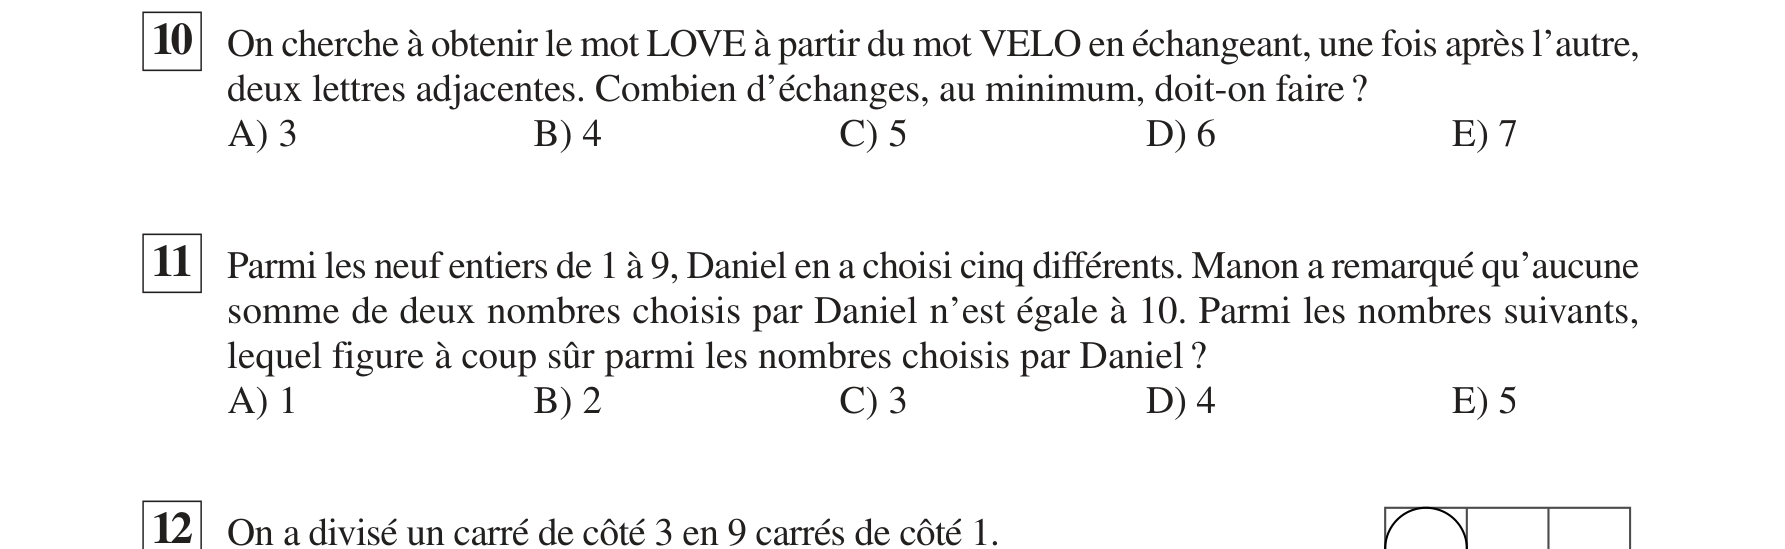 10 On cherche à obtenir le mot LOVE à partir du mot VELO en échangeant, une fois après l’autre,
deux lettres adjacentes. Combien d’échanges, au minimum, doit-on faire ?
A) 3 B) 4 C) 5 D) 6 E) 7
11 Parmi les neuf entiers de 1 à 9, Daniel en a choisi cinq différents. Manon a remarqué qu’aucune
somme de deux nombres choisis par Daniel n’est égale à 10. Parmi les nombres suivants,
lequel figure à coup sûr parmi les nombres choisis par Daniel ?
A) 1 B) 2 C) 3 D) 4 E) 5
12 On a divisé un carré de côté 3 en 9 carrés de côté 1.